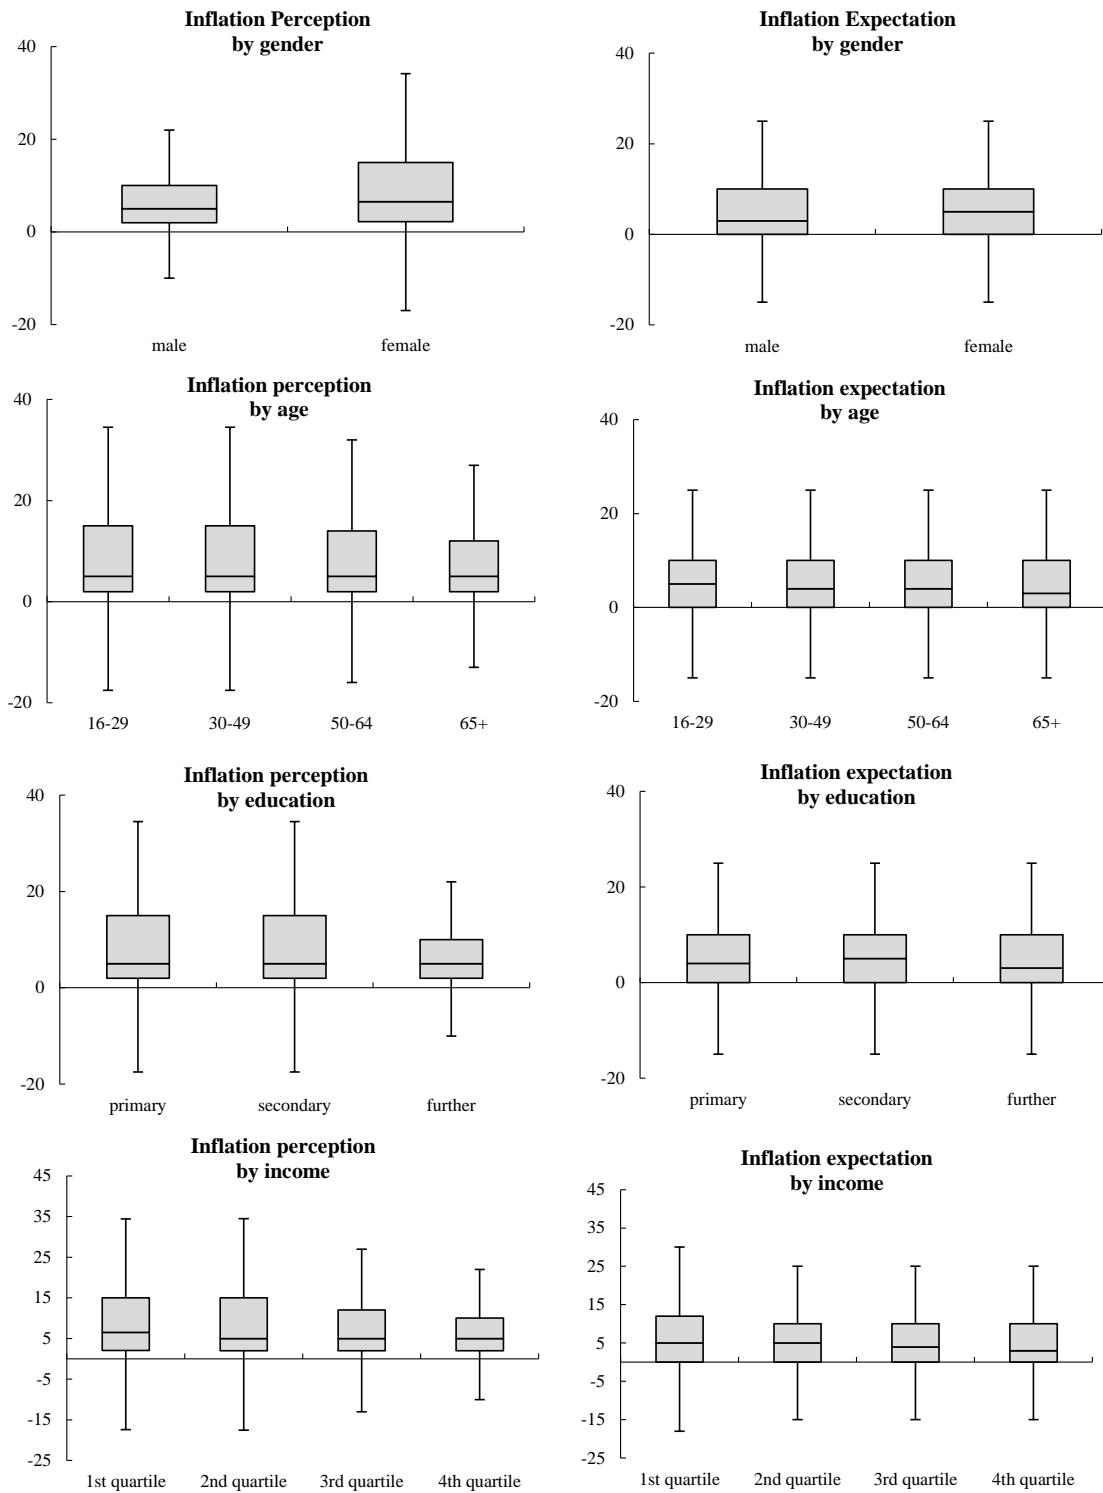 Inflation Perception
by gender
40
20
0
-20
male female
Inflation Expectation
by gender
40
20
0
-20
male female
Inflation perception
by age
40
20
0
-20
16-29 30-49 50-64 65+
Inflation expectation
by age
40
20
0
-20
16-29 30-49 50-64 65+
Inflation perception
by education
40
20
0
-20
primary secondary further
Inflation expectation
by education
40
20
0
-20
primary secondary further
Inflation perception
by income
45
35
25
15
5
-5
-15
-25
1st quartile 2nd quartile 3rd quartile 4th quartile
Inflation expectation
by income
45
35
25
15
5
-5
-15
-25
1st quartile 2nd quartile 3rd quartile 4th quartile